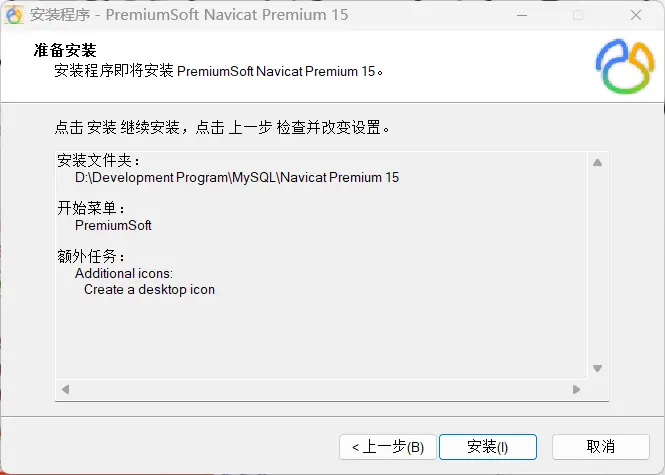 安装程序 - PremiumSoft Navicat Premium 15
准备安装
安装程序即将安装 PremiumSoft Navicat Premium 15。
点击 安装 继续安装，点击 上一步 检查并改变设置。
安装文件夹：
D:\Development Program\MySQL\Navicat Premium 15
开始菜单：
PremiumSoft
额外任务：
Additional icons:
Create a desktop icon
< 上一步(B) 安装(I) 取消